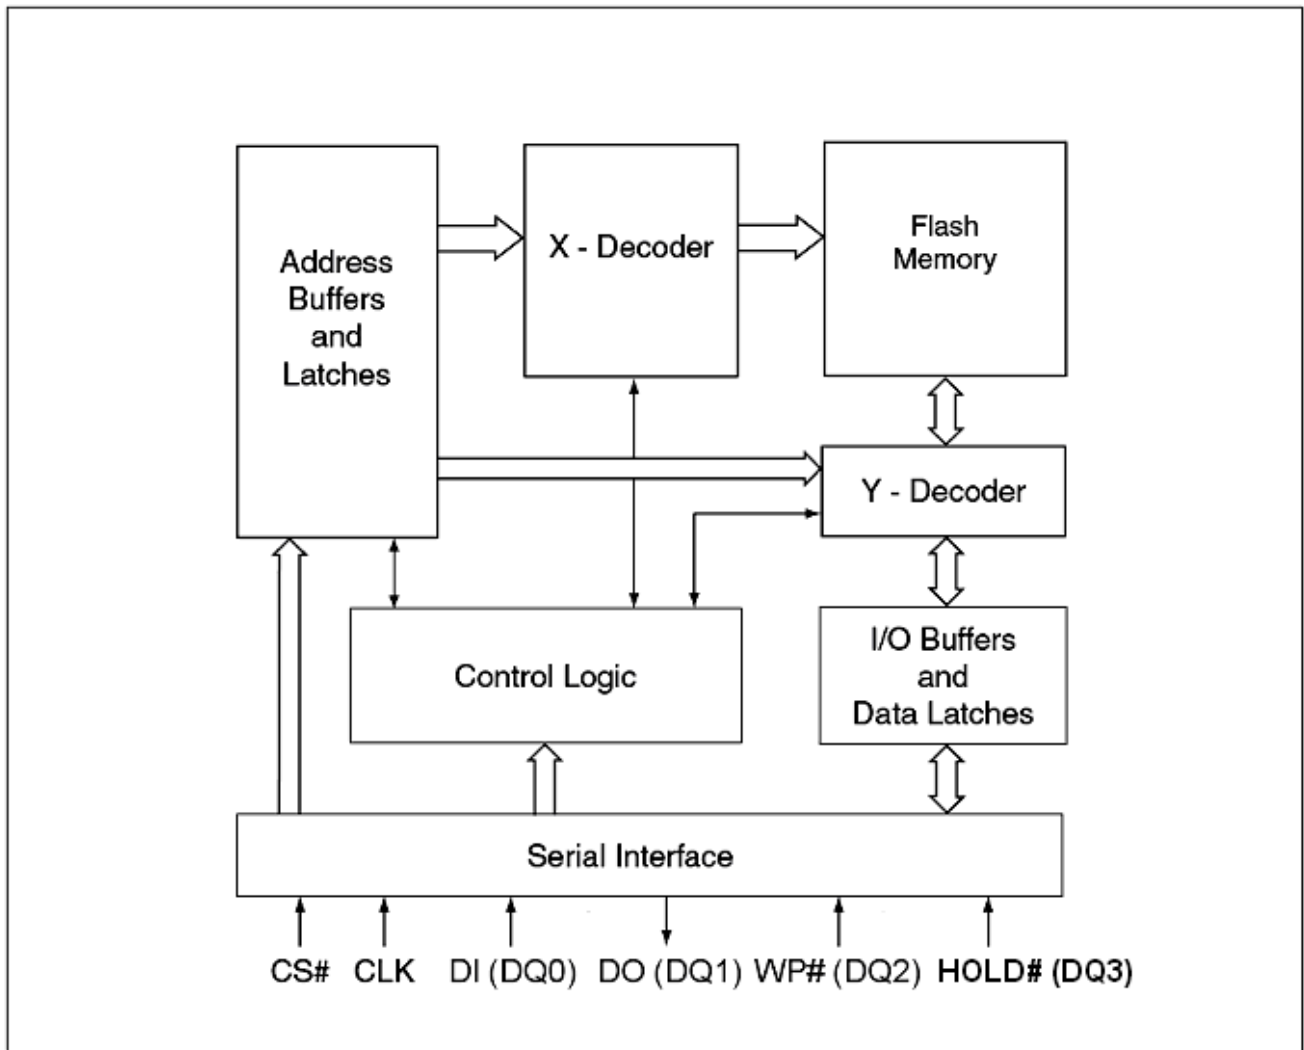 Address
Buffers
and
Latches
X - Decoder
Flash
Memory
Y - Decoder
Control Logic
I/O Buffers
and
Data Latches
Serial Interface
CS# CLK DI (DQ0) DO (DQ1) WP# (DQ2) HOLD# (DQ3)